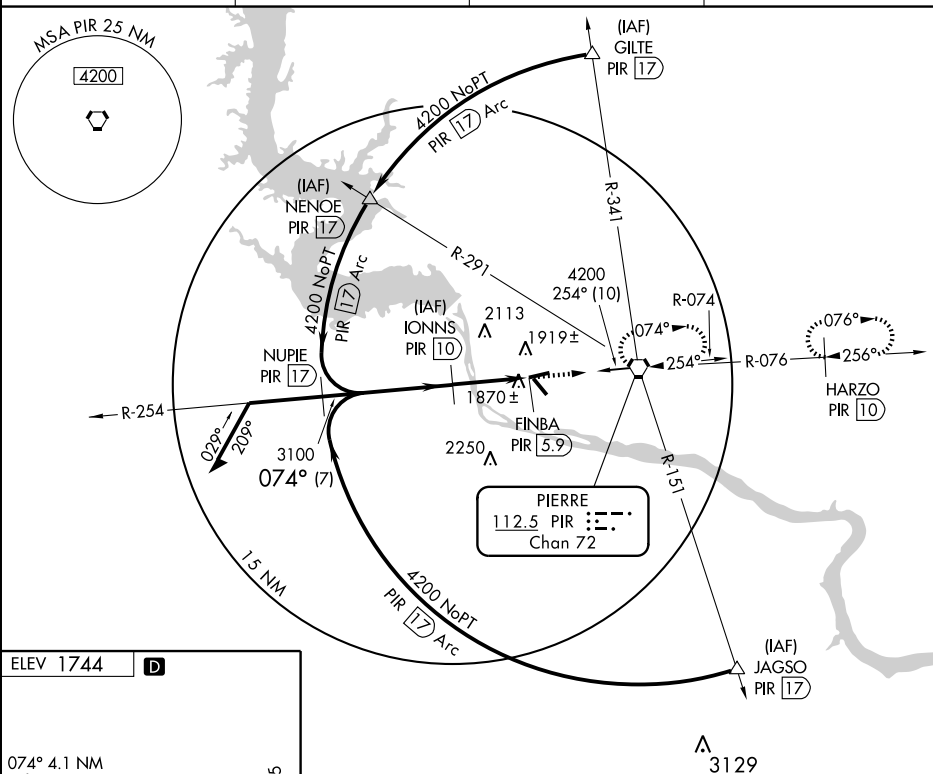 MSA PIR 25 NM
4200
(IAF)
GILTE
PIR 17
4200 NoPT
PIR 17 Arc
(IAF)
NENOE
PIR 17
R-341
R-291
4200 NoPT
PIR 17 Arc
(IAF)
IONNS
PIR 10
2113
1919±
4200
254° (10)
R-074
074°
254°
R-076
076°
256°
HARZO
PIR 10
NUPIE
PIR 17
R-254
029°
209°
3100
074° (7)
1870±
FINBA
PIR 5.9
2250
R-151
PIERRE
112.5 PIR
Chan 72
15 NM
4200 NoPT
PIR 17 Arc
(IAF)
JAGSO
PIR 17
3129
ELEV 1744 D
074° 4.1 NM